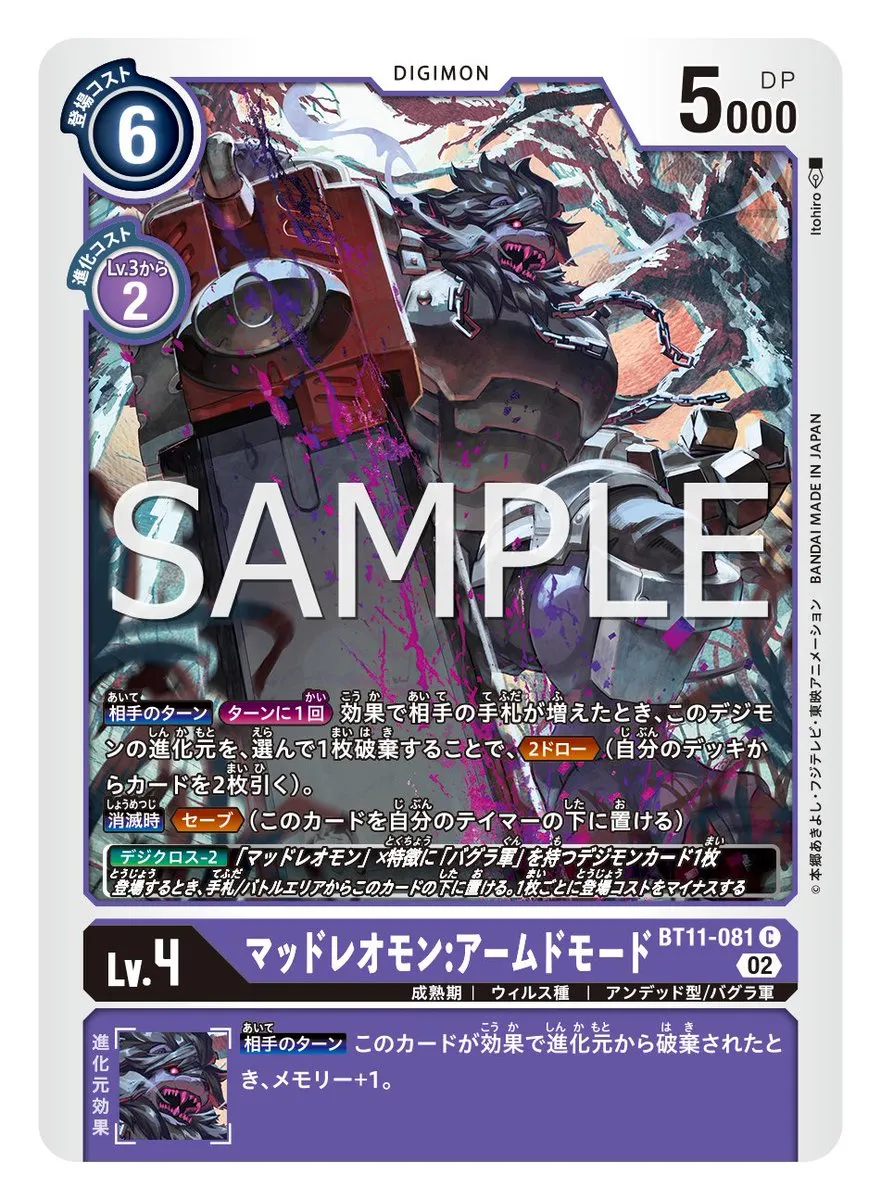 DIGIMON
登場コスト
6
5000
DP
進化コスト
Lv.3から
2
Itohiro
SAMPLE
相手のターン ターンに1回 効果で相手の手札が増えたとき、このデジモ
ンの進化元を、選んで1枚破棄することで、2ドロー（自分のデッキか
らカードを2枚引く）。
消滅時 セーブ（このカードを自分のテイマーの下に置ける）
デジクロス-2 「マッドレオモン」×特徴に「バグラ軍」を持つデジモンカード1枚
登場するとき、手札/バトルエリアからこのカードの下に置ける。1枚ごとに登場コストをマイナスする
©本郷あきよし・フジテレビ・東映アニメーション BANDAI MADE IN JAPAN
Lv.4
マッドレオモン:アームドモード
BT11-081 C
02
成熟期 | ウィルス種 | アンデッド型/バグラ軍
進化元効果
相手のターン このカードが効果で進化元から破棄されたと
き、メモリー+1。